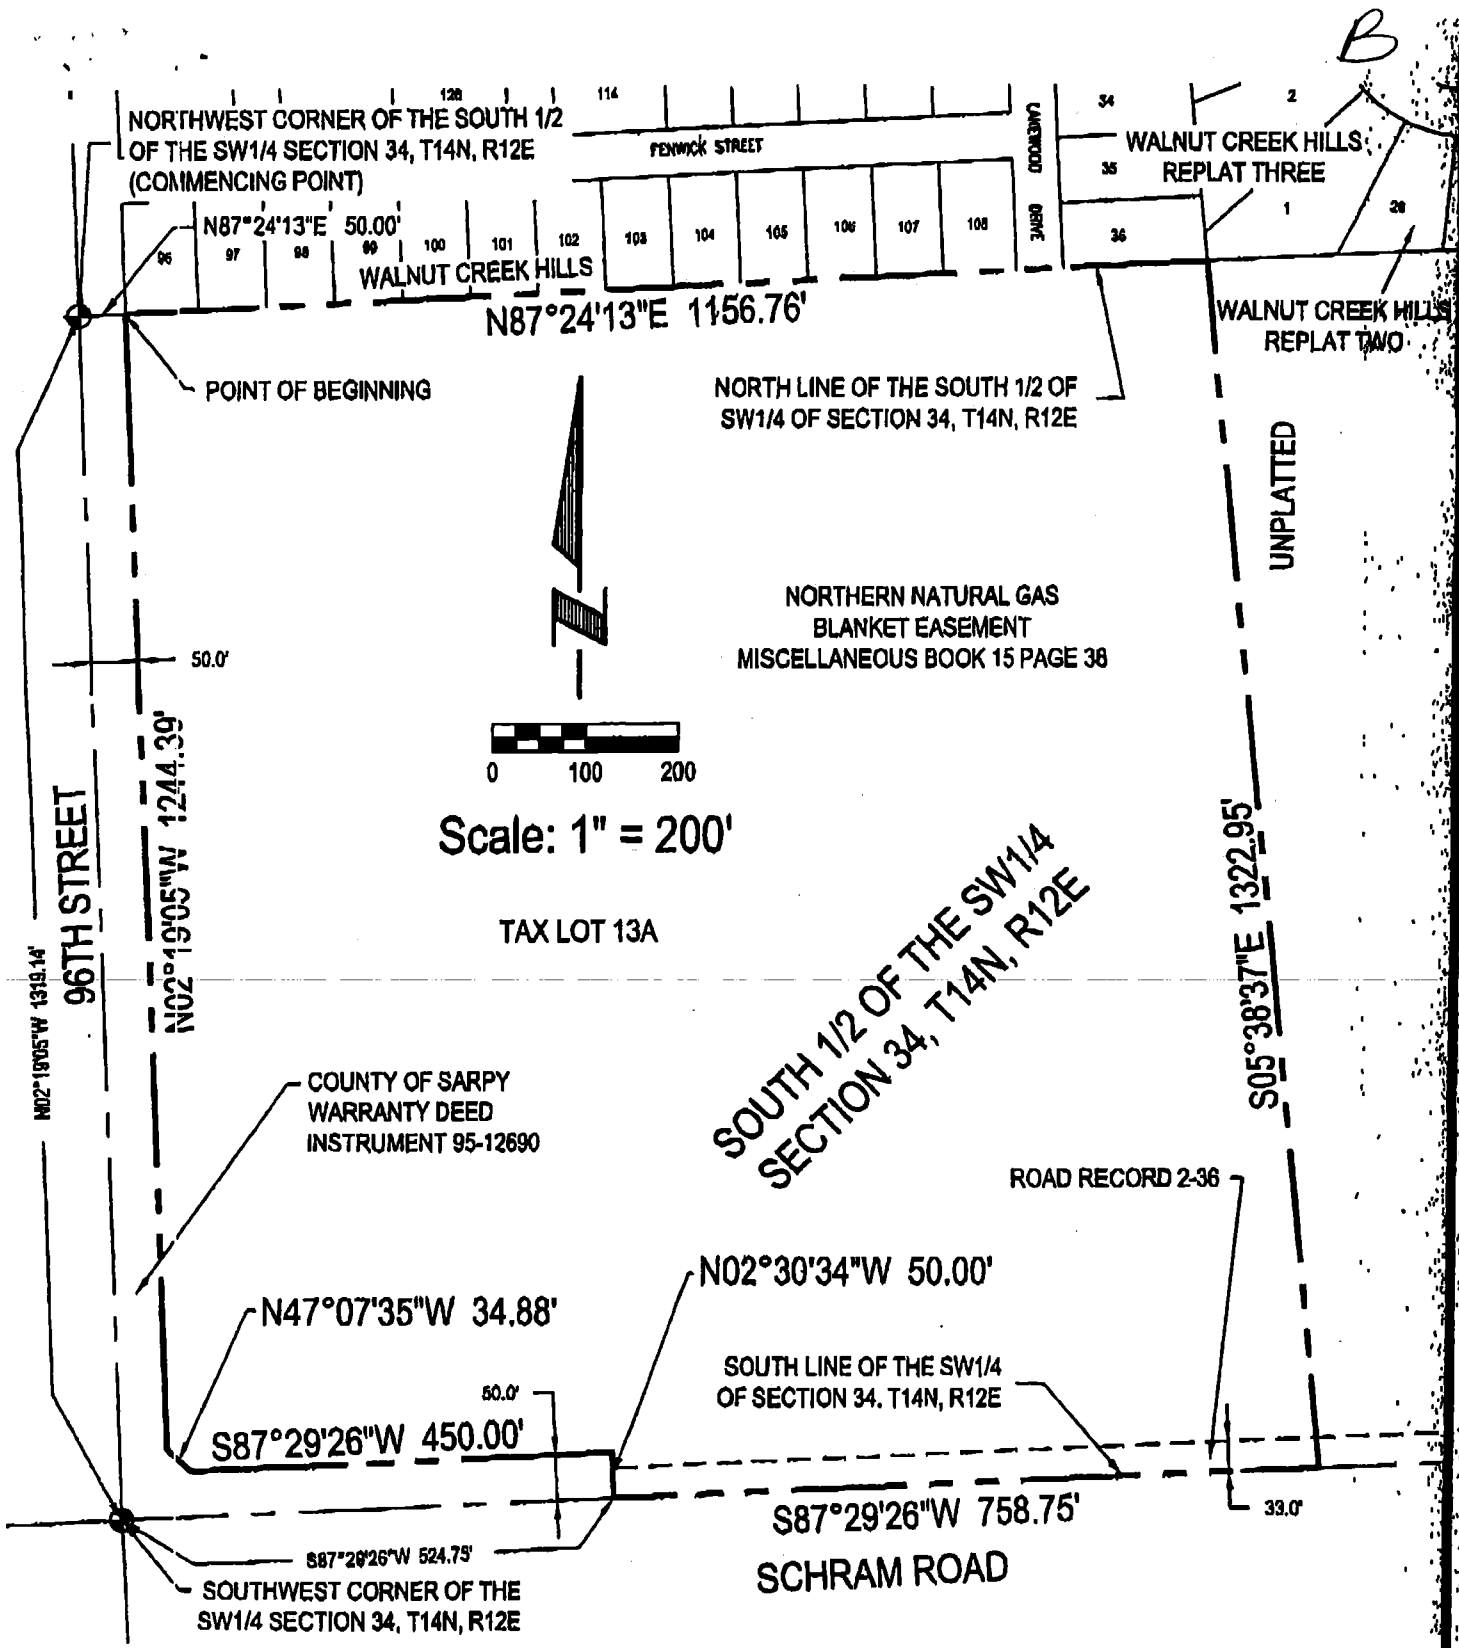 B
128
114
34
2
NORTHWEST CORNER OF THE SOUTH 1/2
OF THE SW1/4 SECTION 34, T14N, R12E
(COMMENCING POINT)
FENWICK STREET
LAKEWOOD DRIVE
WALNUT CREEK HILLS
REPLAT THREE
35
N87°24'13"E 50.00'
96
97
98
99
100
101
102
103
104
105
106
107
108
36
1
28
WALNUT CREEK HILLS
N87°24'13"E 1156.76'
WALNUT CREEK HILLS
REPLAT TWO
POINT OF BEGINNING
NORTH LINE OF THE SOUTH 1/2 OF
SW1/4 OF SECTION 34, T14N, R12E
UNPLATTED
NORTHERN NATURAL GAS
BLANKET EASEMENT
MISCELLANEOUS BOOK 15 PAGE 38
50.0'
N02°19'05"W 1244.39'
0 100 200
Scale: 1" = 200'
96TH STREET
S05°38'37"E 1322.95'
TAX LOT 13A
N02°19'05"W 1319.14'
SOUTH 1/2 OF THE SW1/4
SECTION 34, T14N, R12E
COUNTY OF SARPY
WARRANTY DEED
INSTRUMENT 95-12690
ROAD RECORD 2-36
N02°30'34"W 50.00'
N47°07'35"W 34.88'
SOUTH LINE OF THE SW1/4
OF SECTION 34. T14N, R12E
50.0'
S87°29'26"W 450.00'
S87°29'26"W 758.75'
33.0'
S87°29'26"W 524.75'
SCHRAM ROAD
SOUTHWEST CORNER OF THE
SW1/4 SECTION 34, T14N, R12E